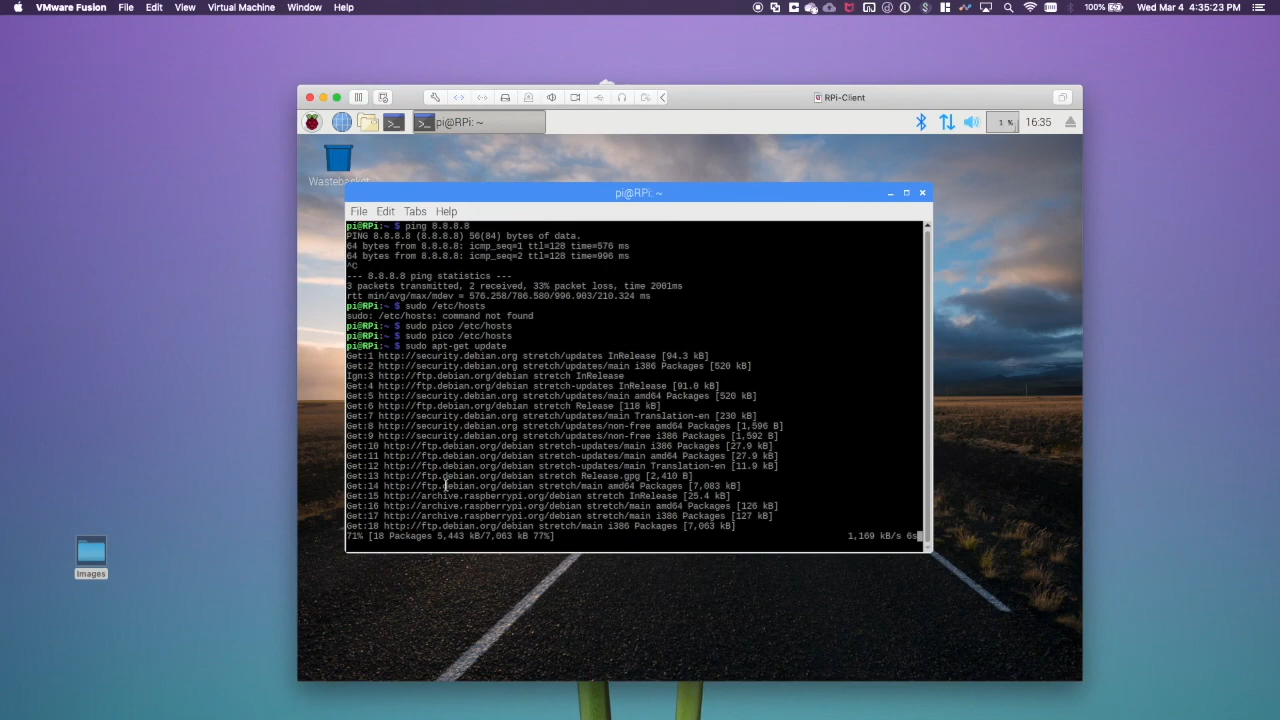 VMware Fusion File Edit View Virtual Machine Window Help 100% Wed Mar 4 4:35:23 PM
RPi-Client
pi@RPi: ~ 1 % 16:35
Wastebasket
pi@RPi: ~
File Edit Tabs Help
pi@RPi:~ $ ping 8.8.8.8
PING 8.8.8.8 (8.8.8.8) 56(84) bytes of data.
64 bytes from 8.8.8.8: icmp_seq=1 ttl=128 time=576 ms
64 bytes from 8.8.8.8: icmp_seq=2 ttl=128 time=996 ms
^C
--- 8.8.8.8 ping statistics ---
3 packets transmitted, 2 received, 33% packet loss, time 2001ms
rtt min/avg/max/mdev = 576.258/786.580/996.903/210.324 ms
pi@RPi:~ $ sudo /etc/hosts
sudo: /etc/hosts: command not found
pi@RPi:~ $ sudo pico /etc/hosts
pi@RPi:~ $ sudo pico /etc/hosts
pi@RPi:~ $ sudo apt-get update
Get:1 http://security.debian.org stretch/updates InRelease [94.3 kB]
Get:2 http://security.debian.org stretch/updates/main i386 Packages [520 kB]
Ign:3 http://ftp.debian.org/debian stretch InRelease
Get:4 http://ftp.debian.org/debian stretch-updates InRelease [91.0 kB]
Get:5 http://security.debian.org stretch/updates/main amd64 Packages [520 kB]
Get:6 http://ftp.debian.org/debian stretch Release [118 kB]
Get:7 http://security.debian.org stretch/updates/main Translation-en [230 kB]
Get:8 http://security.debian.org stretch/updates/non-free amd64 Packages [1,596 B]
Get:9 http://security.debian.org stretch/updates/non-free i386 Packages [1,592 B]
Get:10 http://ftp.debian.org/debian stretch-updates/main i386 Packages [27.9 kB]
Get:11 http://ftp.debian.org/debian stretch-updates/main amd64 Packages [27.9 kB]
Get:12 http://ftp.debian.org/debian stretch-updates/main Translation-en [11.9 kB]
Get:13 http://ftp.debian.org/debian stretch Release.gpg [2,410 B]
Get:14 http://ftp.debian.org/debian stretch/main amd64 Packages [7,083 kB]
Get:15 http://archive.raspberrypi.org/debian stretch InRelease [25.4 kB]
Get:16 http://archive.raspberrypi.org/debian stretch/main amd64 Packages [126 kB]
Get:17 http://archive.raspberrypi.org/debian stretch/main i386 Packages [127 kB]
Get:18 http://ftp.debian.org/debian stretch/main i386 Packages [7,063 kB]
71% [18 Packages 5,443 kB/7,063 kB 77%] 1,169 kB/s 6s
Images